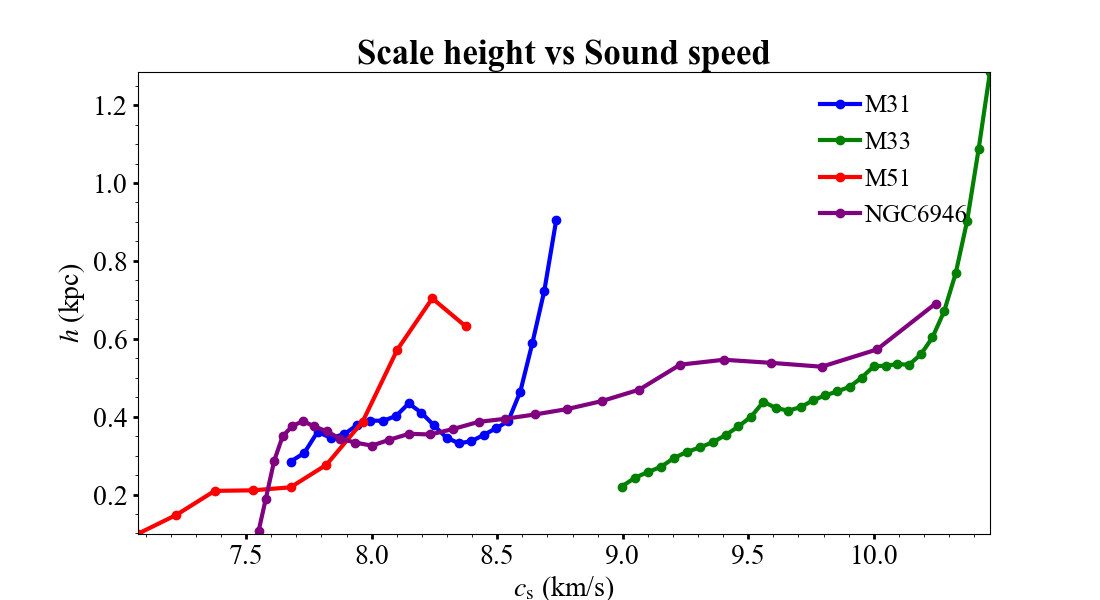 Scale height vs Sound speed
M31
M33
M51
NGC6946
1.2
1.0
0.8
0.6
0.4
0.2
h (kpc)
7.5 8.0 8.5 9.0 9.5 10.0
cs (km/s)